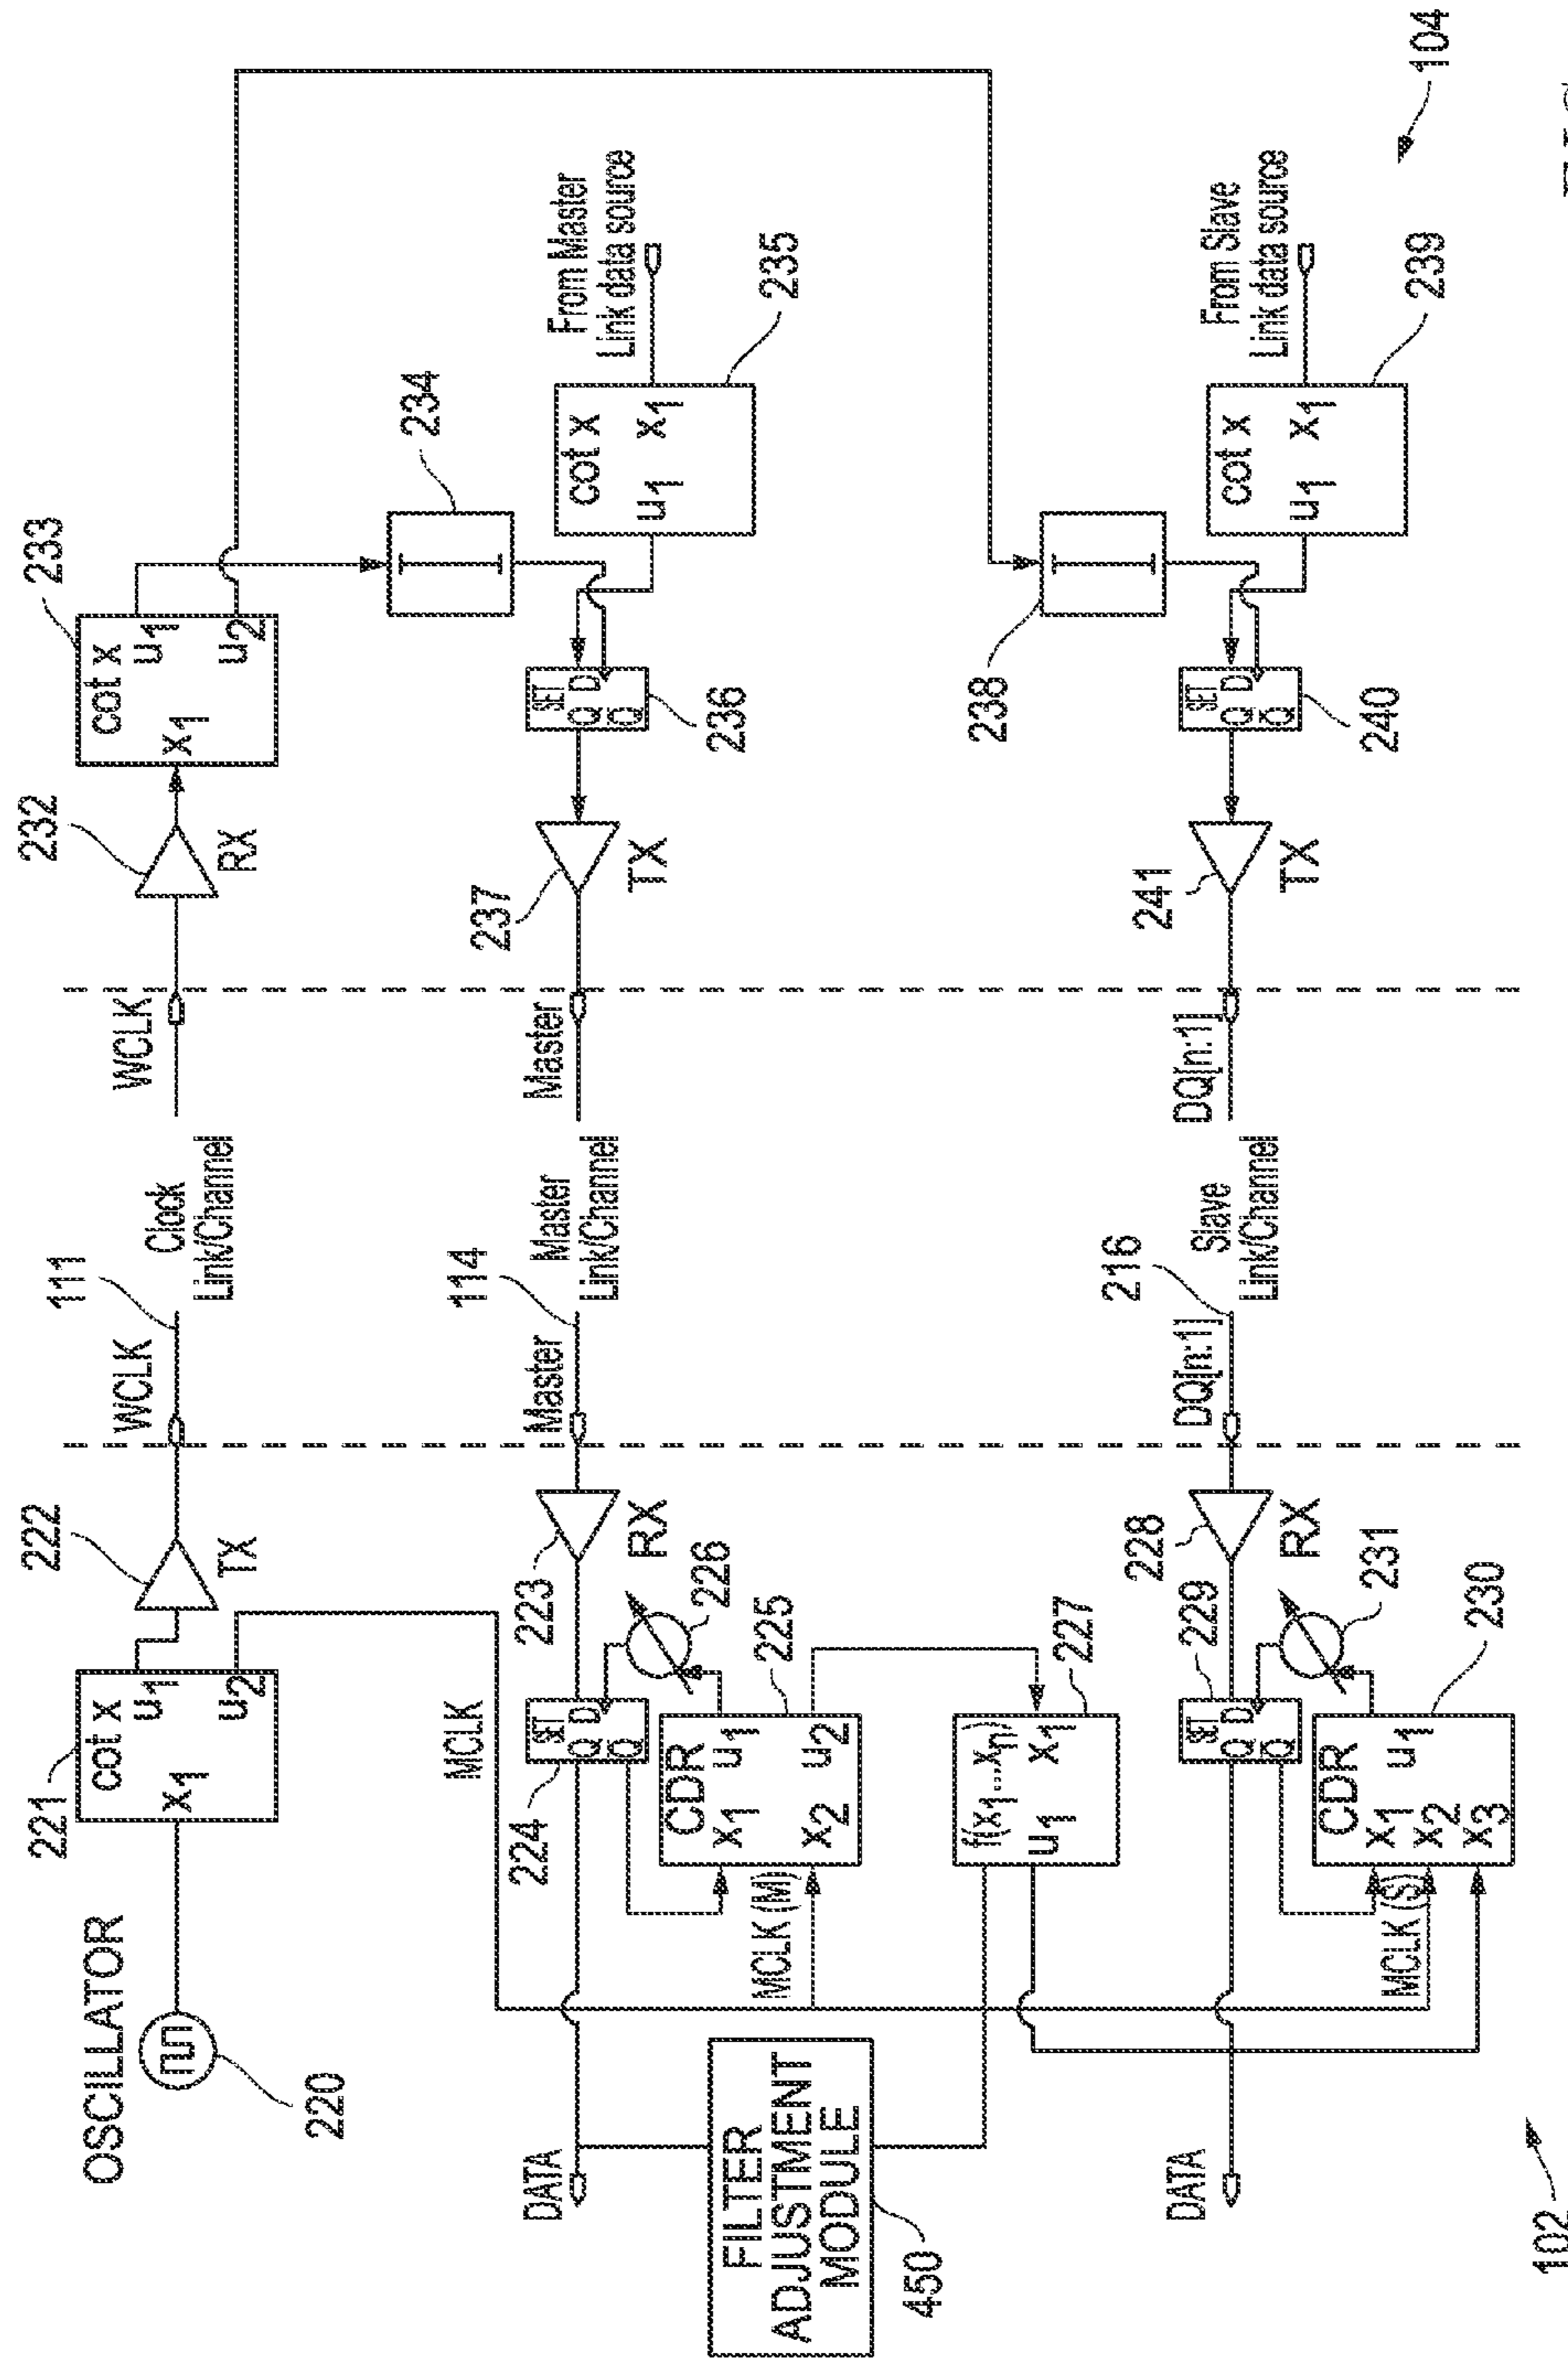 OSCILLATOR
220
221
cot x
x1
u1
u2
222
TX
WCLK
111
Clock
Link/Channel
WCLK
232
RX
233
cot x
x1
u1
u2
MCLK
DATA
224
SET
Q D
Q
223
RX
226
CDR
x1
u1
x2
u2
225
MCLK (M)
Master
114
Master
Link/Channel
Master
237
TX
SET
Q D
Q
236
234
cot x
u1
x1
235
From Master
Link data source
FILTER
ADJUSTMENT
MODULE
450
f(x1...xn)
u1
x1
227
DATA
SET
Q D
Q
229
228
RX
231
CDR
x1
u1
x2
x3
230
MCLK (S)
DQ[n:1]
216
Slave
Link/Channel
DQ[n:1]
241
TX
SET
Q D
Q
240
238
cot x
u1
x1
239
From Slave
Link data source
102
104